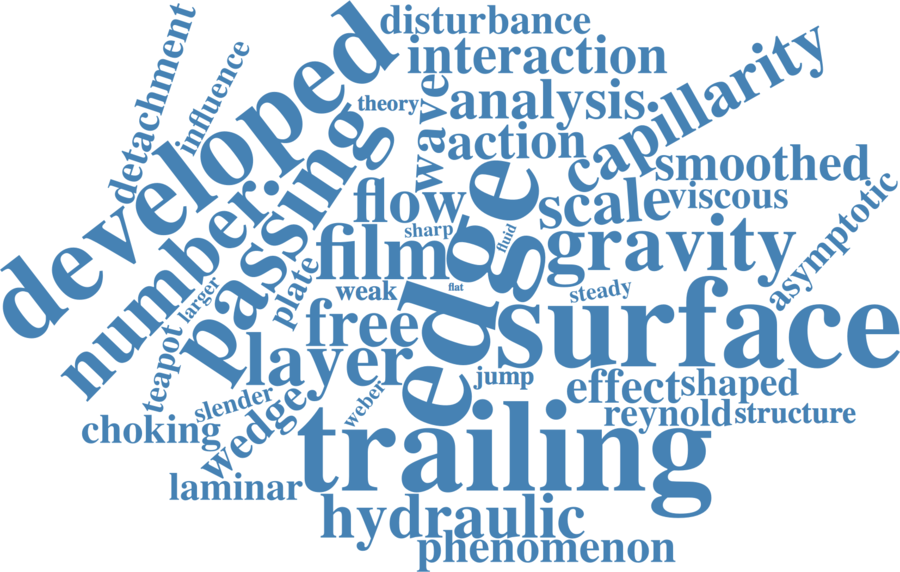 disturbance
interaction
detachment
influence
developed
theory
wave
analysis
capillarity
action
smoothed
passing
number
flow
edge
scale
viscous
sharp
fluid
film
gravity
asymptotic
plate
larger
weak
flat
steady
free
surface
teapot
layer
jump
effect
shaped
slender
weber
reynold
structure
choking
wedge
trailing
laminar
hydraulic
phenomenon